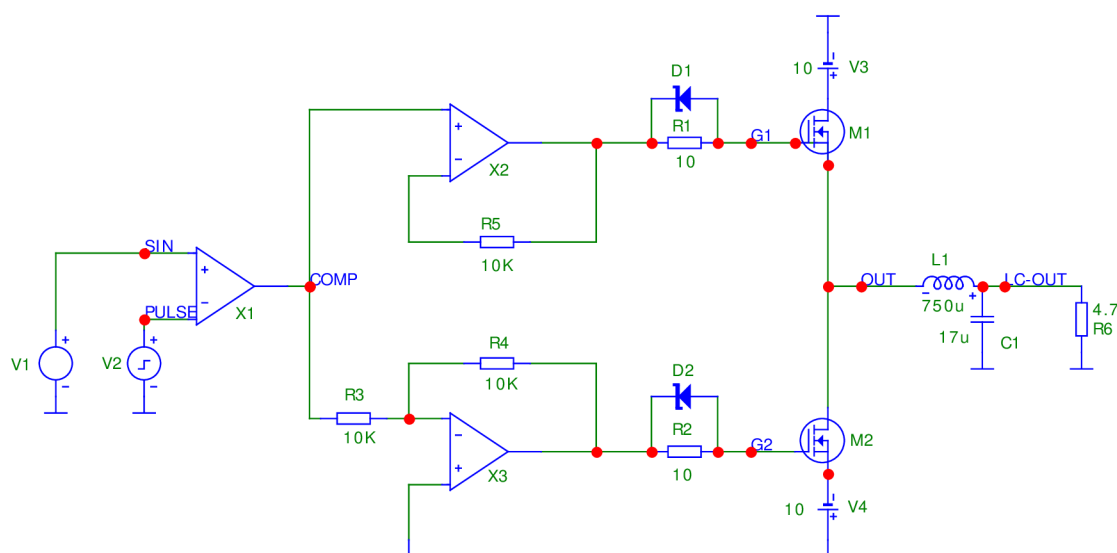 D1
10
V3
R1
G1
M1
10
X2
R5
10K
SIN
L1
COMP
OUT
LC-OUT
PULSE
X1
750u
4.7
R6
17u
C1
V1
V2
R4
10K
D2
R3
10K
R2
G2
M2
X3
10
10
V4